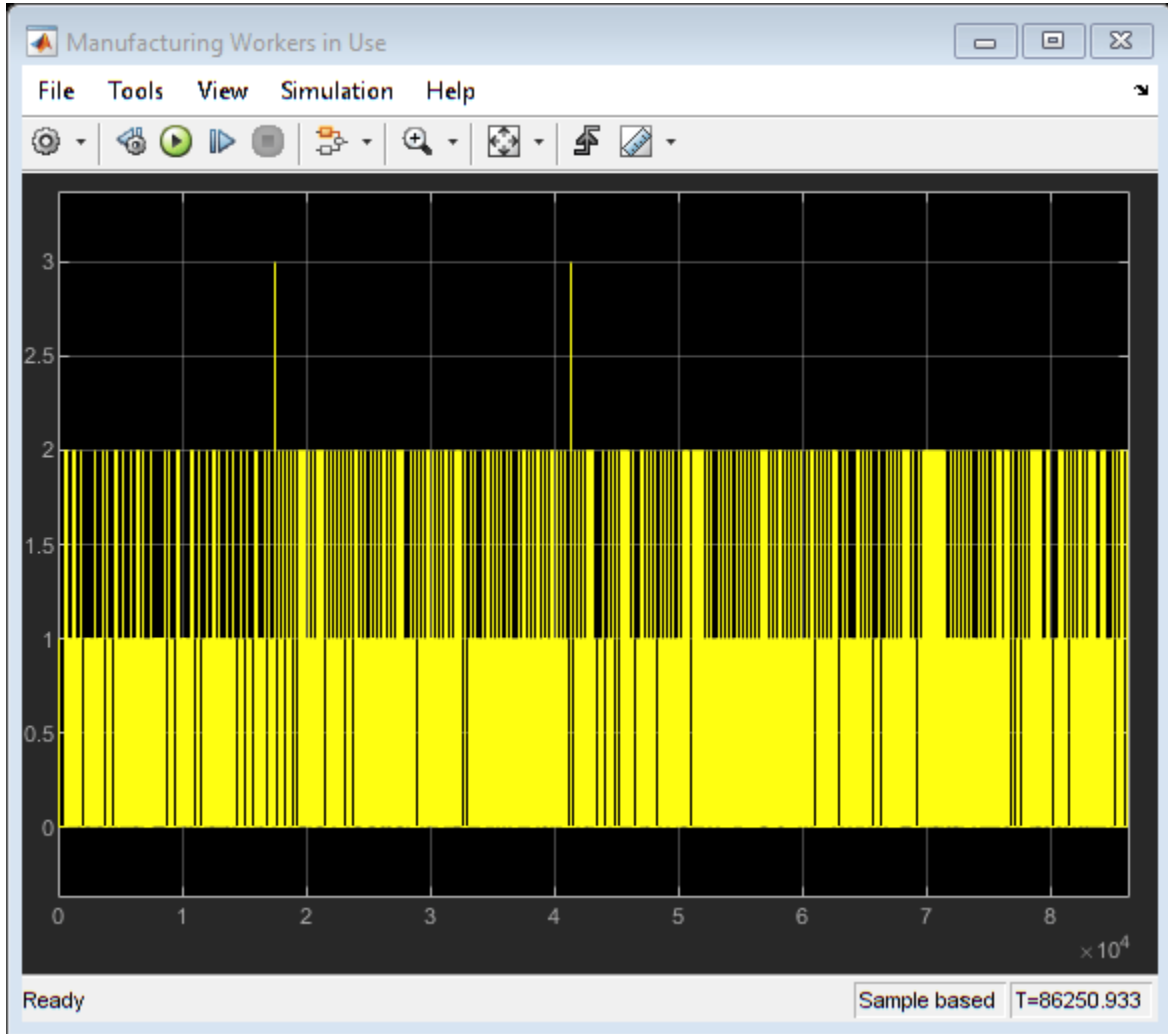 Manufacturing Workers in Use
File Tools View Simulation Help
3
2.5
2
1.5
1
0.5
0
0 1 2 3 4 5 6 7 8
×10⁴
Ready Sample based T=86250.933